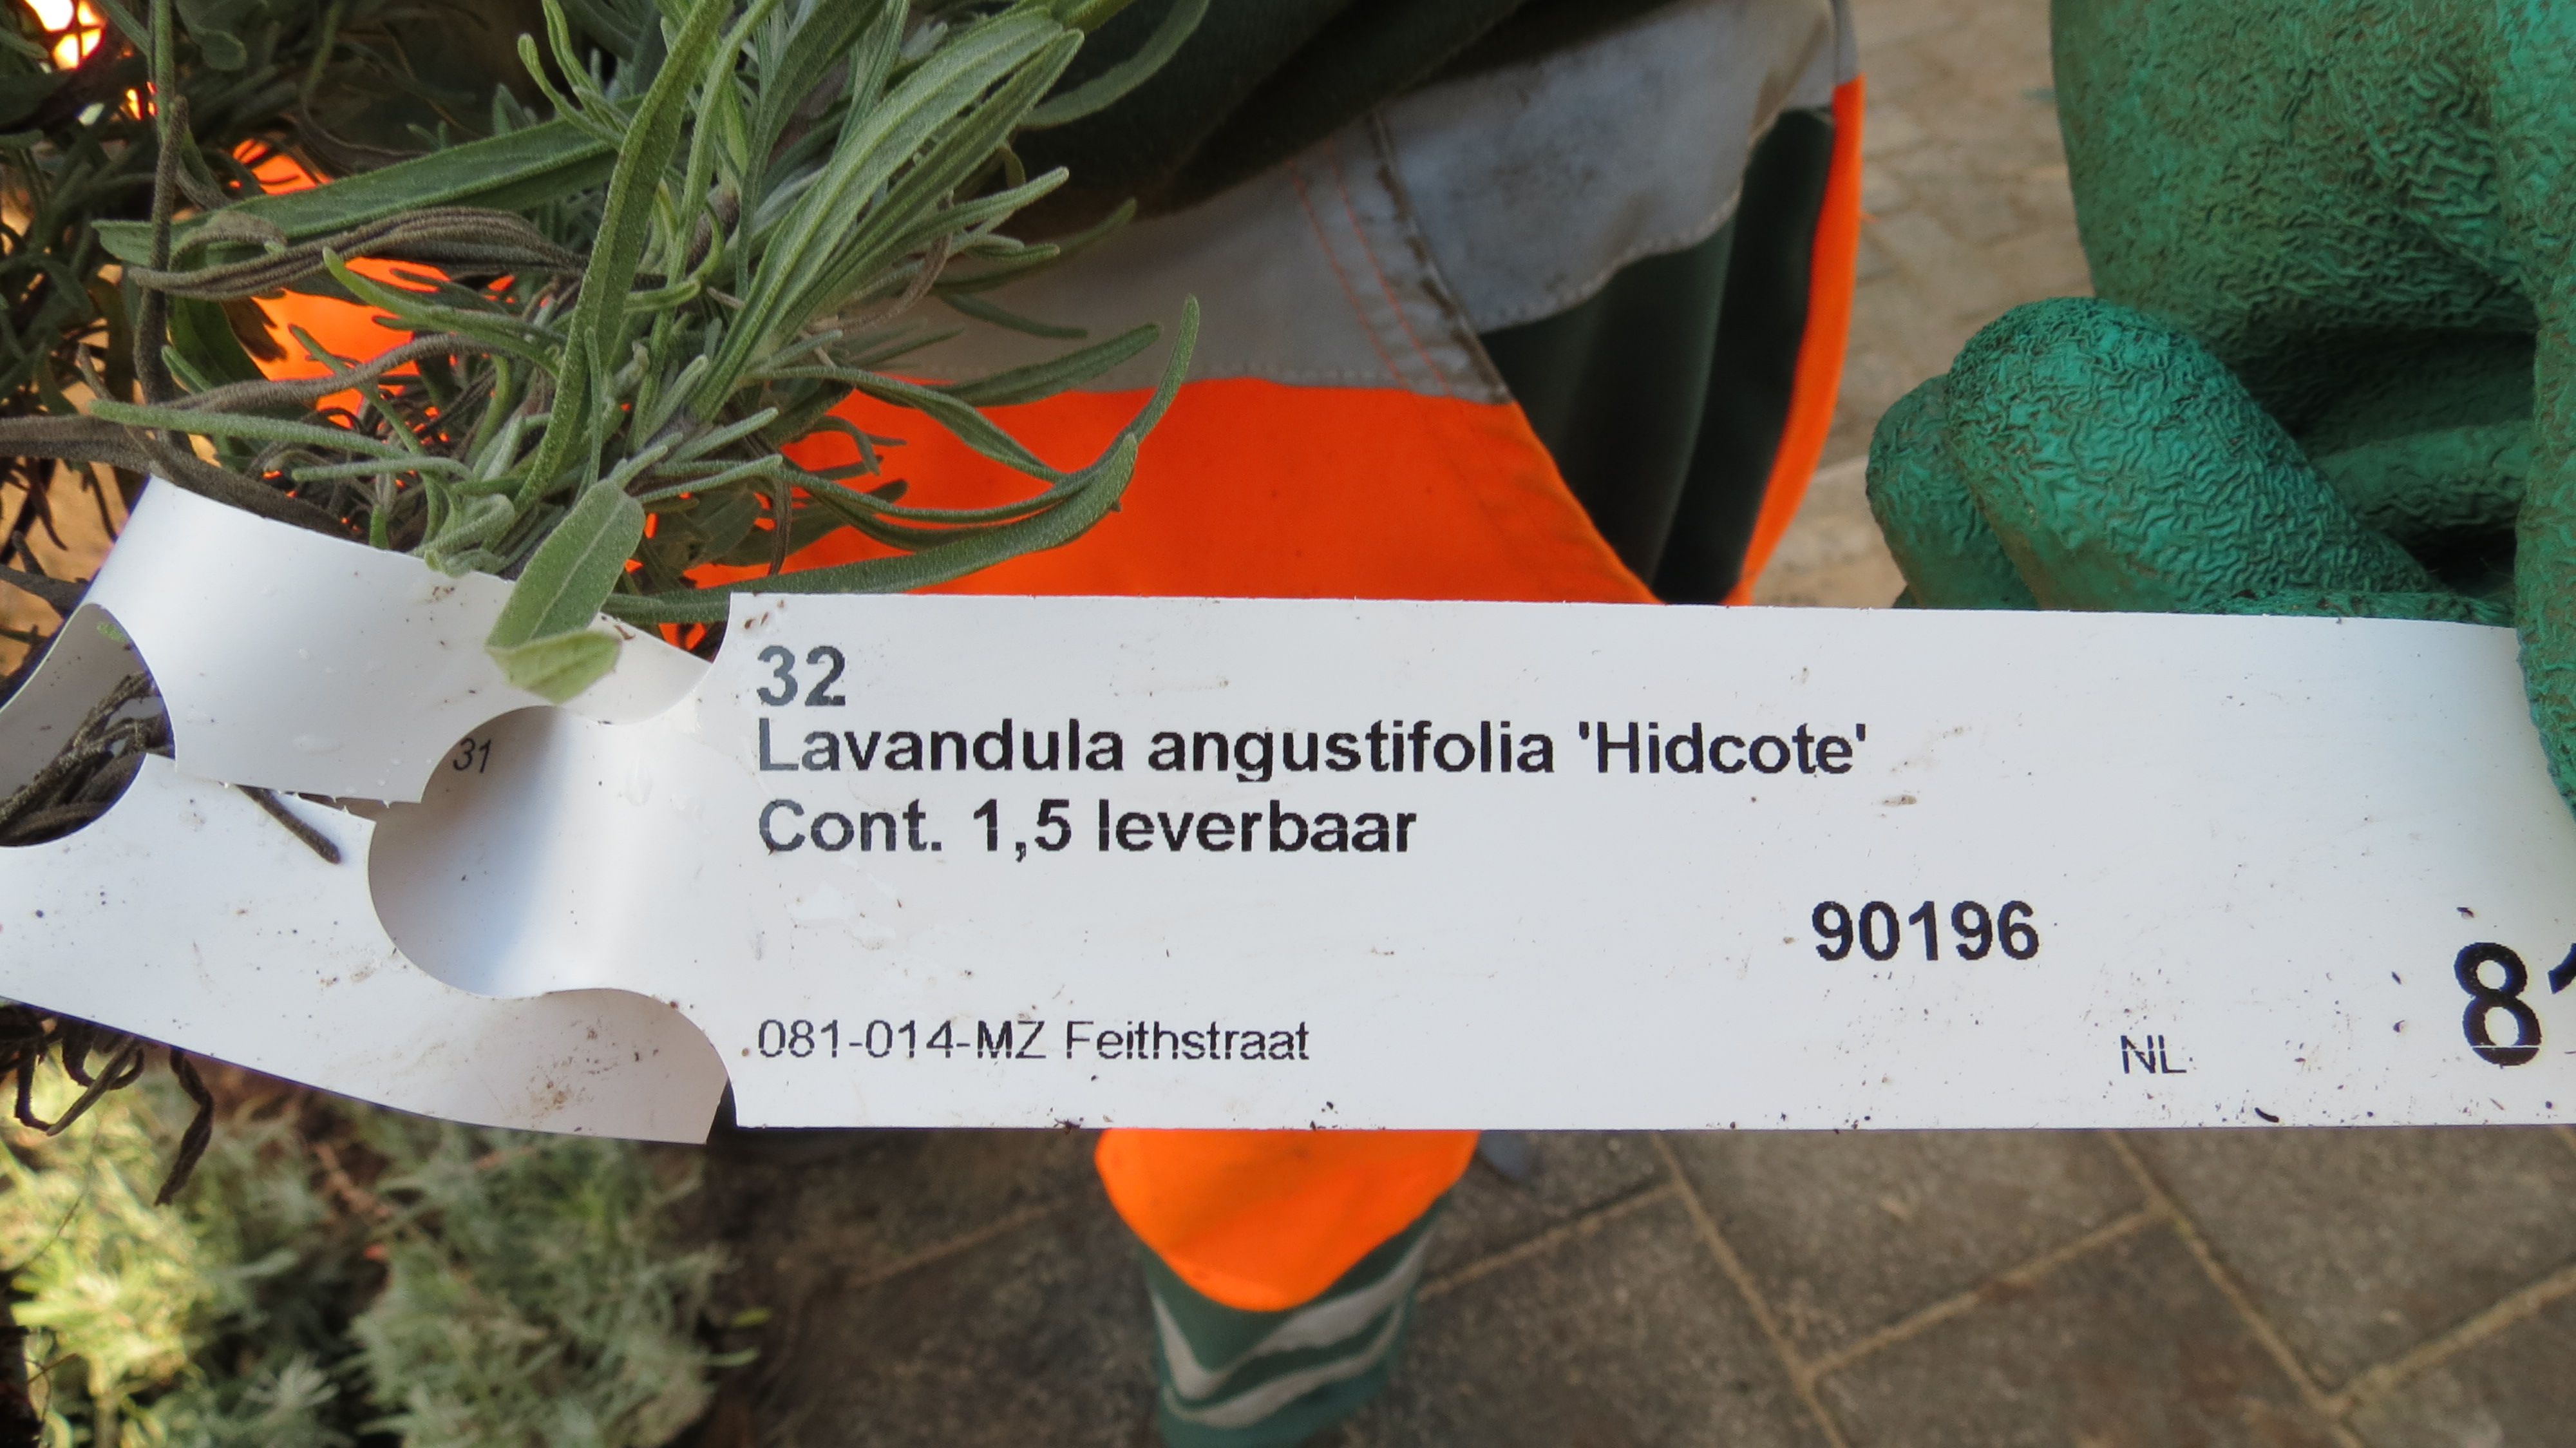 31
32
Lavandula angustifolia 'Hidcote'
Cont. 1,5 leverbaar
90196
081-014-MZ Feithstraat
NL